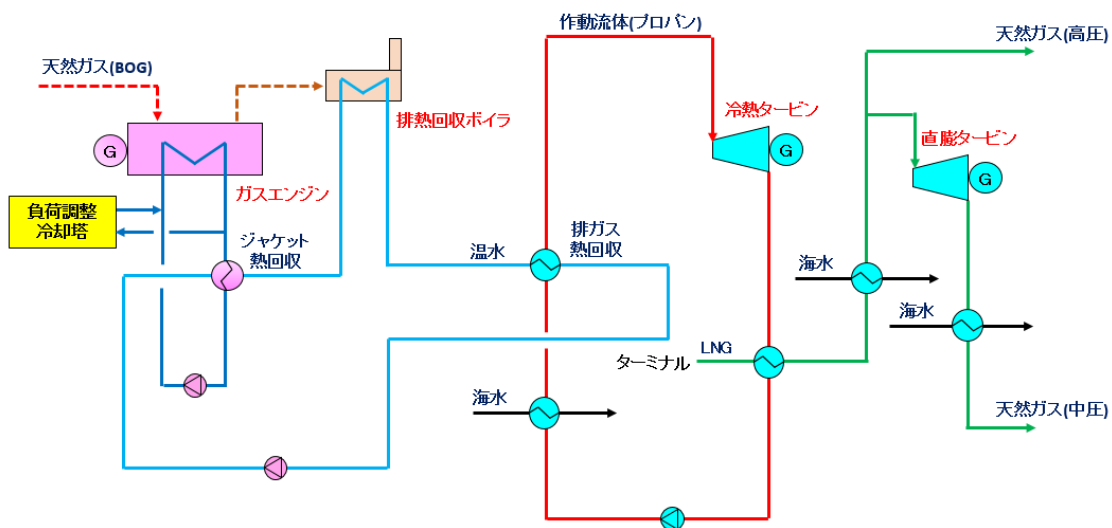 作動流体(プロパン)
天然ガス(高圧)
天然ガス(BOG)
冷熱タービン
排熱回収ボイラ
直膨タービン
G
G
G
ガスエンジン
負荷調整
冷却塔
ジャケット
熱回収
温水
排ガス
熱回収
海水
海水
LNG
ターミナル
海水
天然ガス(中圧)